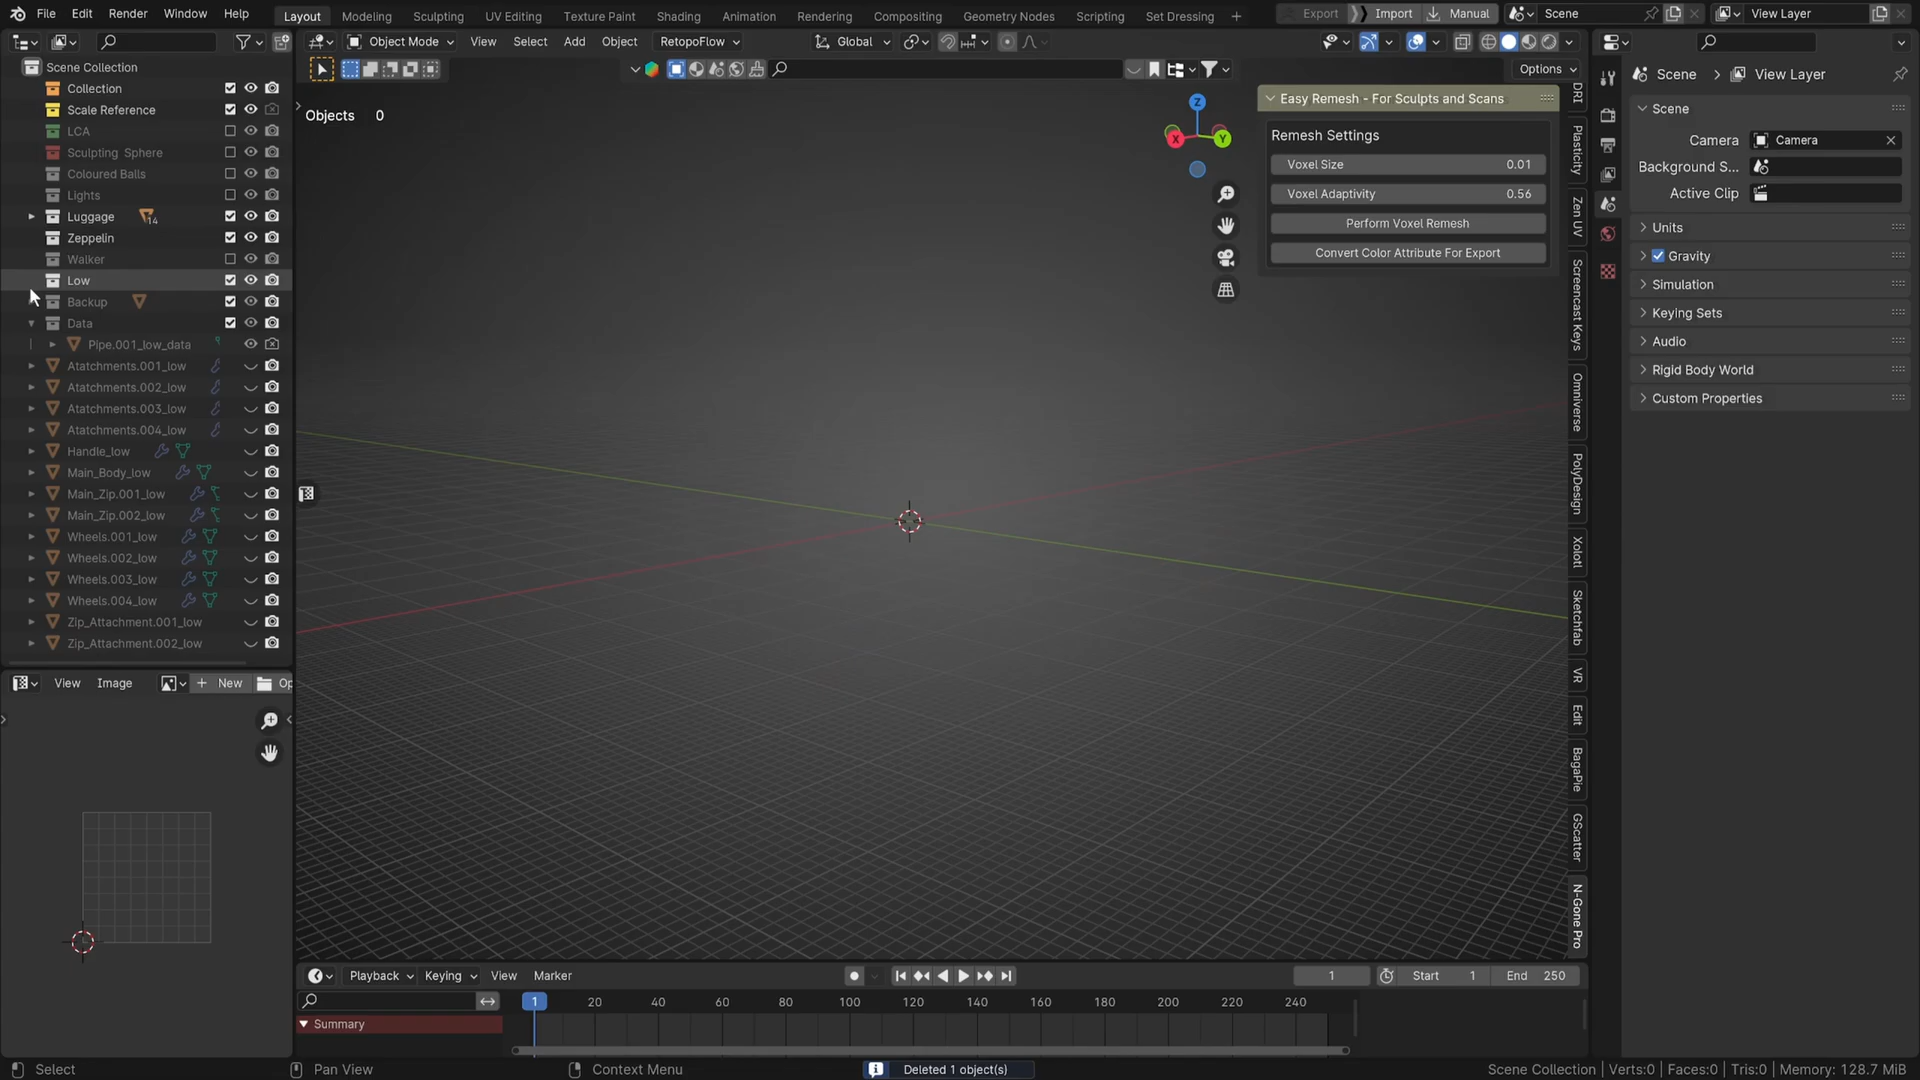 File Edit Render Window Help Layout Modeling Sculpting UV Editing Texture Paint Shading Animation Rendering Compositing Geometry Nodes Scripting Set Dressing + Export Import Manual Scene View Layer
Object Mode View Select Add Object RetopoFlow Global
Options
Scene Collection
Collection
Scale Reference
LCA
Sculpting Sphere
Coloured Balls
Lights
Luggage 14
Zeppelin
Walker
Low
Backup
Data
Pipe.001_low_data
Atatchments.001_low
Atatchments.002_low
Atatchments.003_low
Atatchments.004_low
Handle_low
Main_Body_low
Main_Zip.001_low
Main_Zip.002_low
Wheels.001_low
Wheels.002_low
Wheels.003_low
Wheels.004_low
Zip_Attachment.001_low
Zip_Attachment.002_low
View Image + New Op
Objects 0
Z
X Y
Easy Remesh - For Sculpts and Scans
Remesh Settings
Voxel Size 0.01
Voxel Adaptivity 0.56
Perform Voxel Remesh
Convert Color Attribute For Export
DRI
Plasticity
Zen UV
Screencast Keys
Omniverse
PolyDesign
Xolotl
Sketchfab
VR
Edit
BagaPie
GScatter
N-Gone Pro
Scene View Layer
Scene
Camera Camera
Background S...
Active Clip
Units
Gravity
Simulation
Keying Sets
Audio
Rigid Body World
Custom Properties
Playback Keying View Marker 1 Start 1 End 250
1 20 40 60 80 100 120 140 160 180 200 220 240
Summary
Select Pan View Context Menu Deleted 1 object(s) Scene Collection | Verts:0 | Faces:0 | Tris:0 | Memory: 128.7 MiB